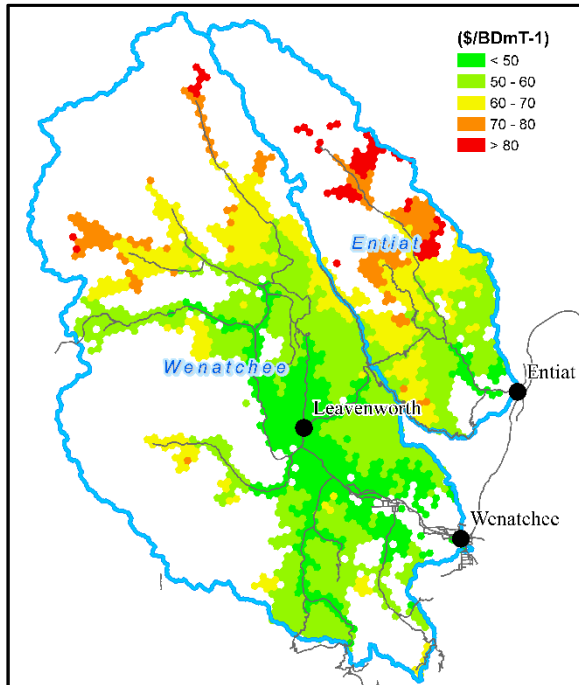 ($/BDmT-1)
< 50
50 - 60
60 - 70
70 - 80
> 80
Entiat
Wenatchee
Entiat
Leavenworth
Wenatchee